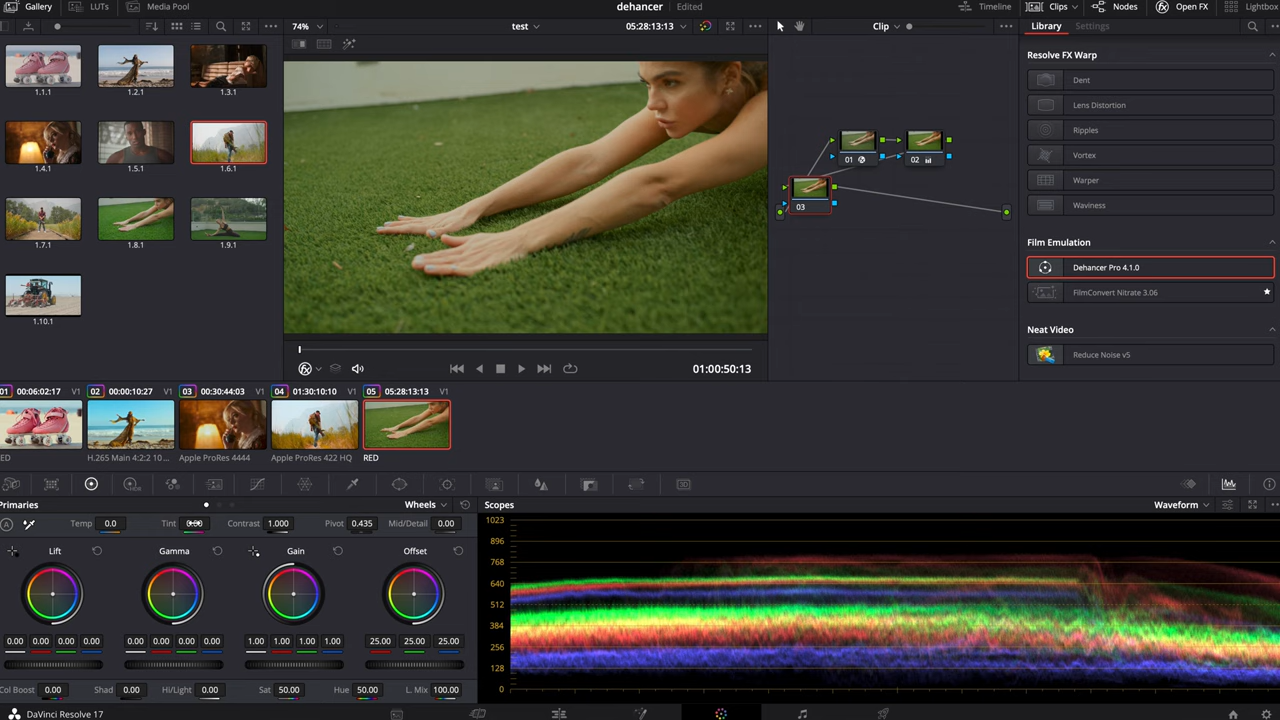 Gallery LUTs Media Pool dehancer Edited Timeline Clips Nodes Open FX Lightbox
74% test 05:28:13:13 Clip Library Settings
1.1.1 1.2.1 1.3.1
1.4.1 1.5.1 1.6.1
1.7.1 1.8.1 1.9.1
1.10.1
01 02
03
Resolve FX Warp
Dent
Lens Distortion
Ripples
Vortex
Warper
Waviness
Film Emulation
Dehancer Pro 4.1.0
FilmConvert Nitrate 3.06
Neat Video
Reduce Noise v5
01:00:50:13
01 00:06:02:17 V1 02 00:00:10:27 V1 03 00:30:44:03 V1 04 01:30:10:10 V1 05 05:28:13:13 V1
ED H.265 Main 4:2:2 10... Apple ProRes 4444 Apple ProRes 422 HQ RED
3D
Primaries Wheels Scopes Waveform
A Temp 0.0 Tint Contrast 1.000 Pivot 0.435 Mid/Detail 0.00
Lift Gamma Gain Offset
0.00 0.00 0.00 0.00 0.00 0.00 0.00 0.00 1.00 1.00 1.00 1.00 25.00 25.00 25.00
Col Boost 0.00 Shad 0.00 Hi/Light 0.00 Sat 50.00 Hue 50.00 L. Mix 100.00
1023
896
768
640
512
384
256
128
0
DaVinci Resolve 17